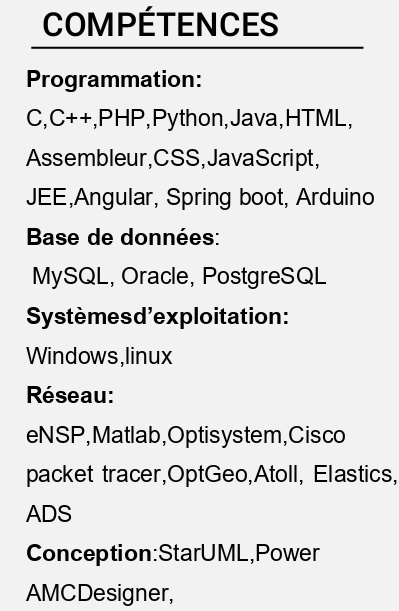 COMPÉTENCES
Programmation:
C,C++,PHP,Python,Java,HTML,
Assembleur,CSS,JavaScript,
JEE,Angular, Spring boot, Arduino
Base de données:
MySQL, Oracle, PostgreSQL
Systèmesd’exploitation:
Windows,linux
Réseau:
eNSP,Matlab,Optisystem,Cisco
packet tracer,OptGeo,Atoll, Elastics,
ADS
Conception:StarUML,Power
AMCDesigner,